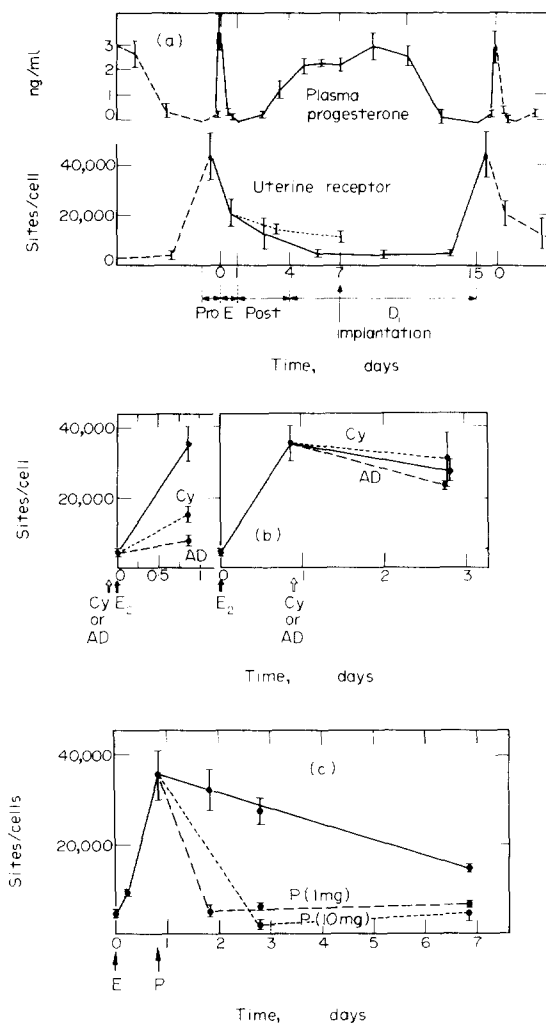 (a)
3
2
1
0
ng/ml
Plasma
progesterone
40,000
20,000
0
Sites/cell
Uterine receptor
0 1 4 7 15 0
Pro E Post D₁
implantation
Time, days
40,000
20,000
Sites/cell
Cy
AD
Cy
AD
(b)
0 0·5 1
0 1 2 3
Cy E₂
or
AD
E₂
Cy
or
AD
Time, days
40,000
20,000
Sites/cells
(c)
P (1mg)
P (10mg)
0 1 2 3 4 5 6 7
E P
Time, days